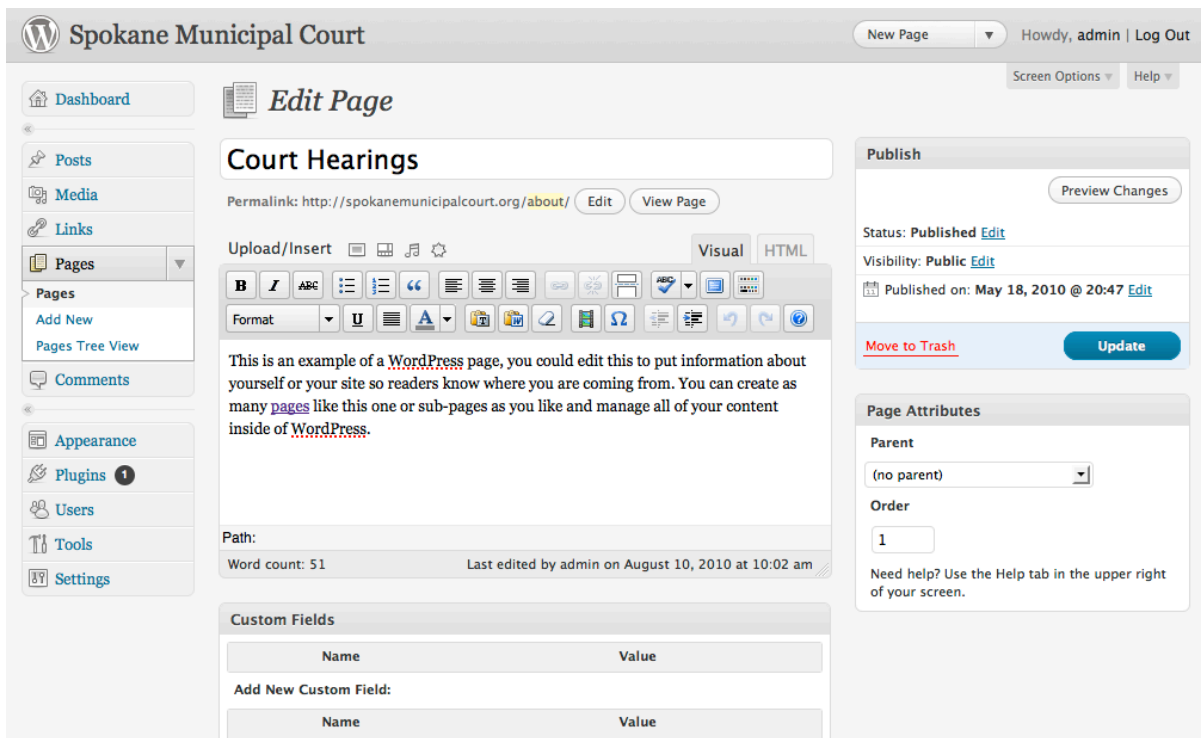 Spokane Municipal Court
New Page
Howdy, admin | Log Out
Screen Options
Help
Dashboard
Posts
Media
Links
Pages
Pages
Add New
Pages Tree View
Comments
Appearance
Plugins 1
Users
Tools
Settings
Edit Page
Court Hearings
Permalink: http://spokanemunicipalcourt.org/about/ Edit View Page
Upload/Insert
Visual HTML
B I ABC ABC
Format U A T W Ω ?
This is an example of a WordPress page, you could edit this to put information about
yourself or your site so readers know where you are coming from. You can create as
many pages like this one or sub-pages as you like and manage all of your content
inside of WordPress.
Path:
Word count: 51 Last edited by admin on August 10, 2010 at 10:02 am
Custom Fields
Name Value
Add New Custom Field:
Name Value
Publish
Preview Changes
Status: Published Edit
Visibility: Public Edit
Published on: May 18, 2010 @ 20:47 Edit
Move to Trash Update
Page Attributes
Parent
(no parent)
Order
1
Need help? Use the Help tab in the upper right
of your screen.